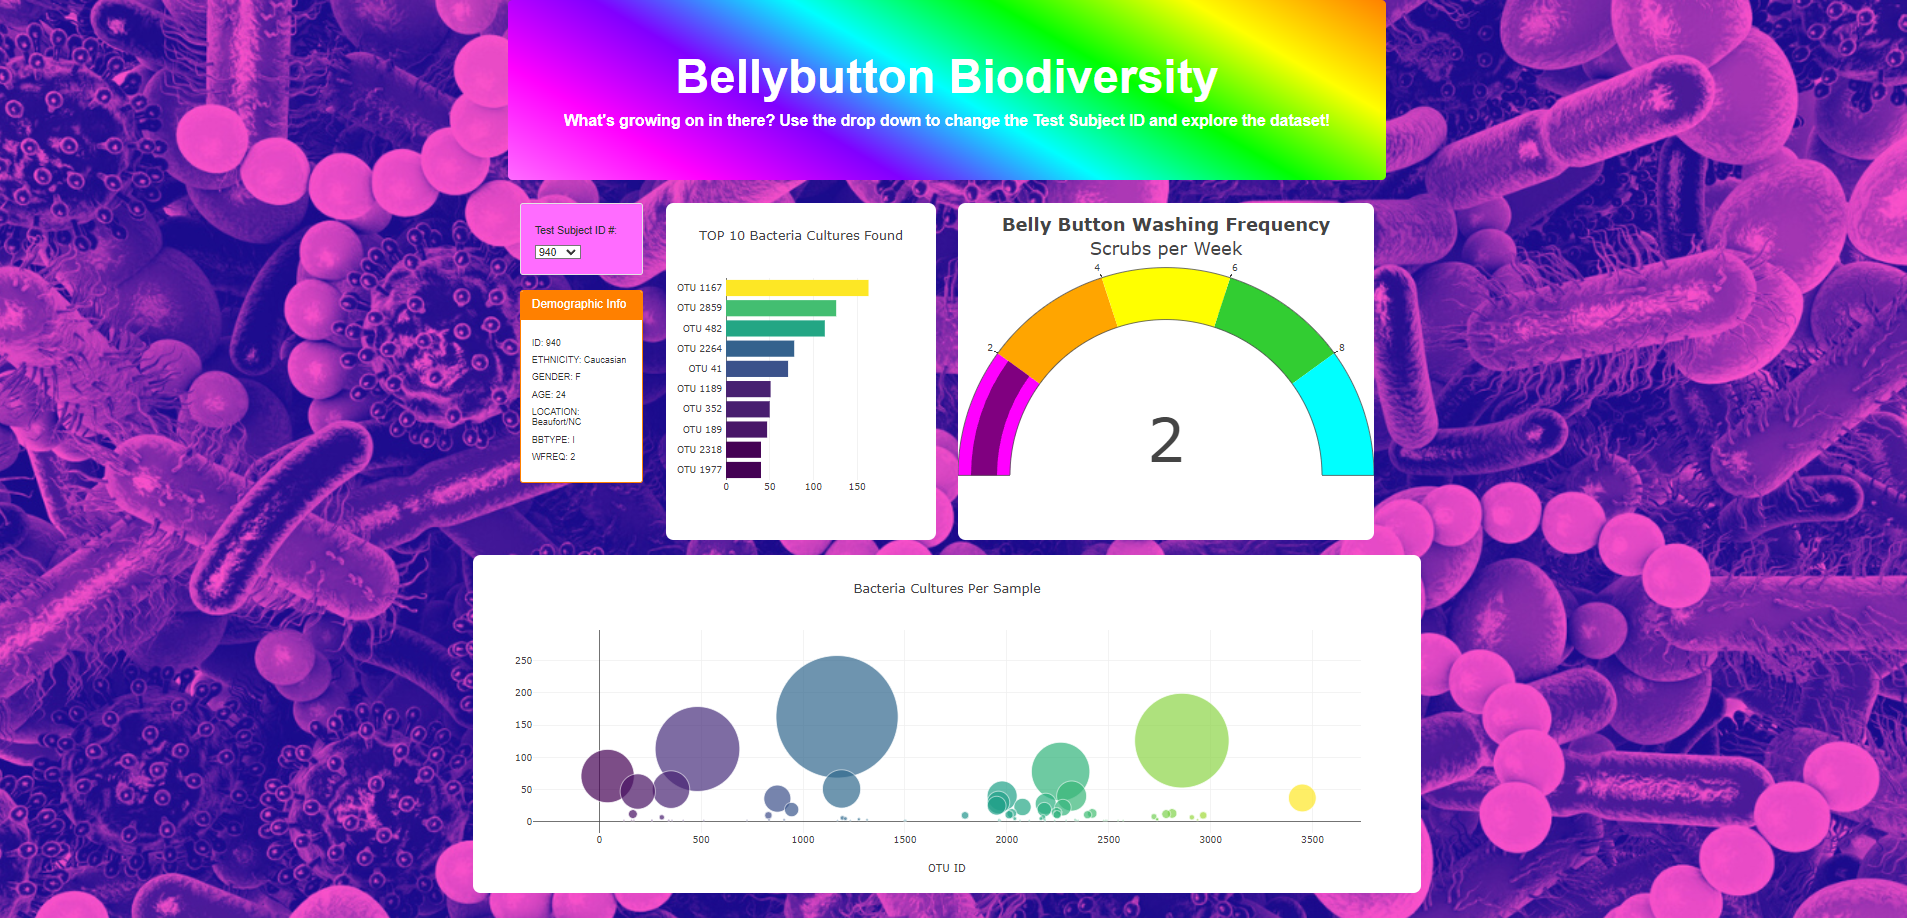 Bellybutton Biodiversity
What's growing on in there? Use the drop down to change the Test Subject ID and explore the dataset!
Test Subject ID #:
940
Demographic Info
ID: 940
ETHNICITY: Caucasian
GENDER: F
AGE: 24
LOCATION:
Beaufort/NC
BBTYPE: I
WFREQ: 2
TOP 10 Bacteria Cultures Found
OTU 1167
OTU 2859
OTU 482
OTU 2264
OTU 41
OTU 1189
OTU 352
OTU 189
OTU 2318
OTU 1977
0 50 100 150
Belly Button Washing Frequency
Scrubs per Week
4 6
2 8
2
Bacteria Cultures Per Sample
250
200
150
100
50
0
0 500 1000 1500 2000 2500 3000 3500
OTU ID